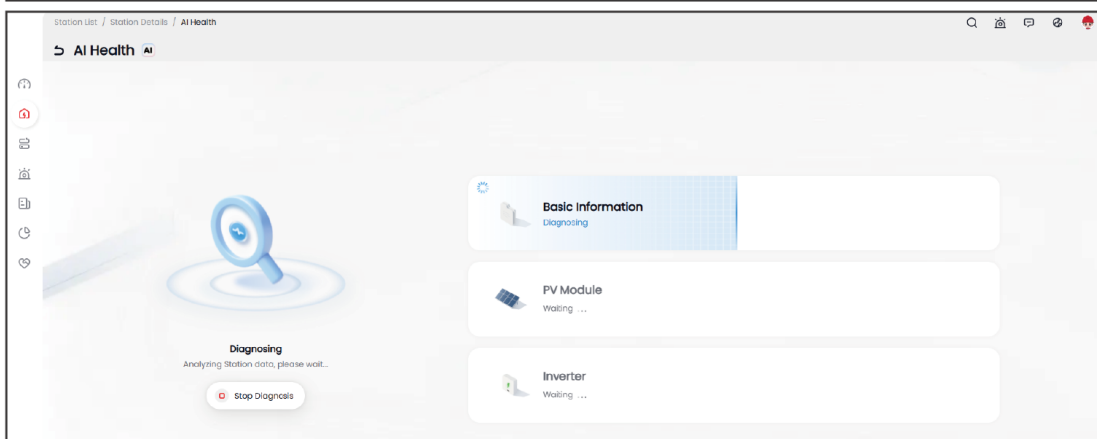 Station List / Station Details / AI Health
AI Health AI
Basic Information
Diagnosing
PV Module
Waiting ...
Diagnosing
Analyzing Station data, please wait...
Stop Diagnosis
Inverter
Waiting ...